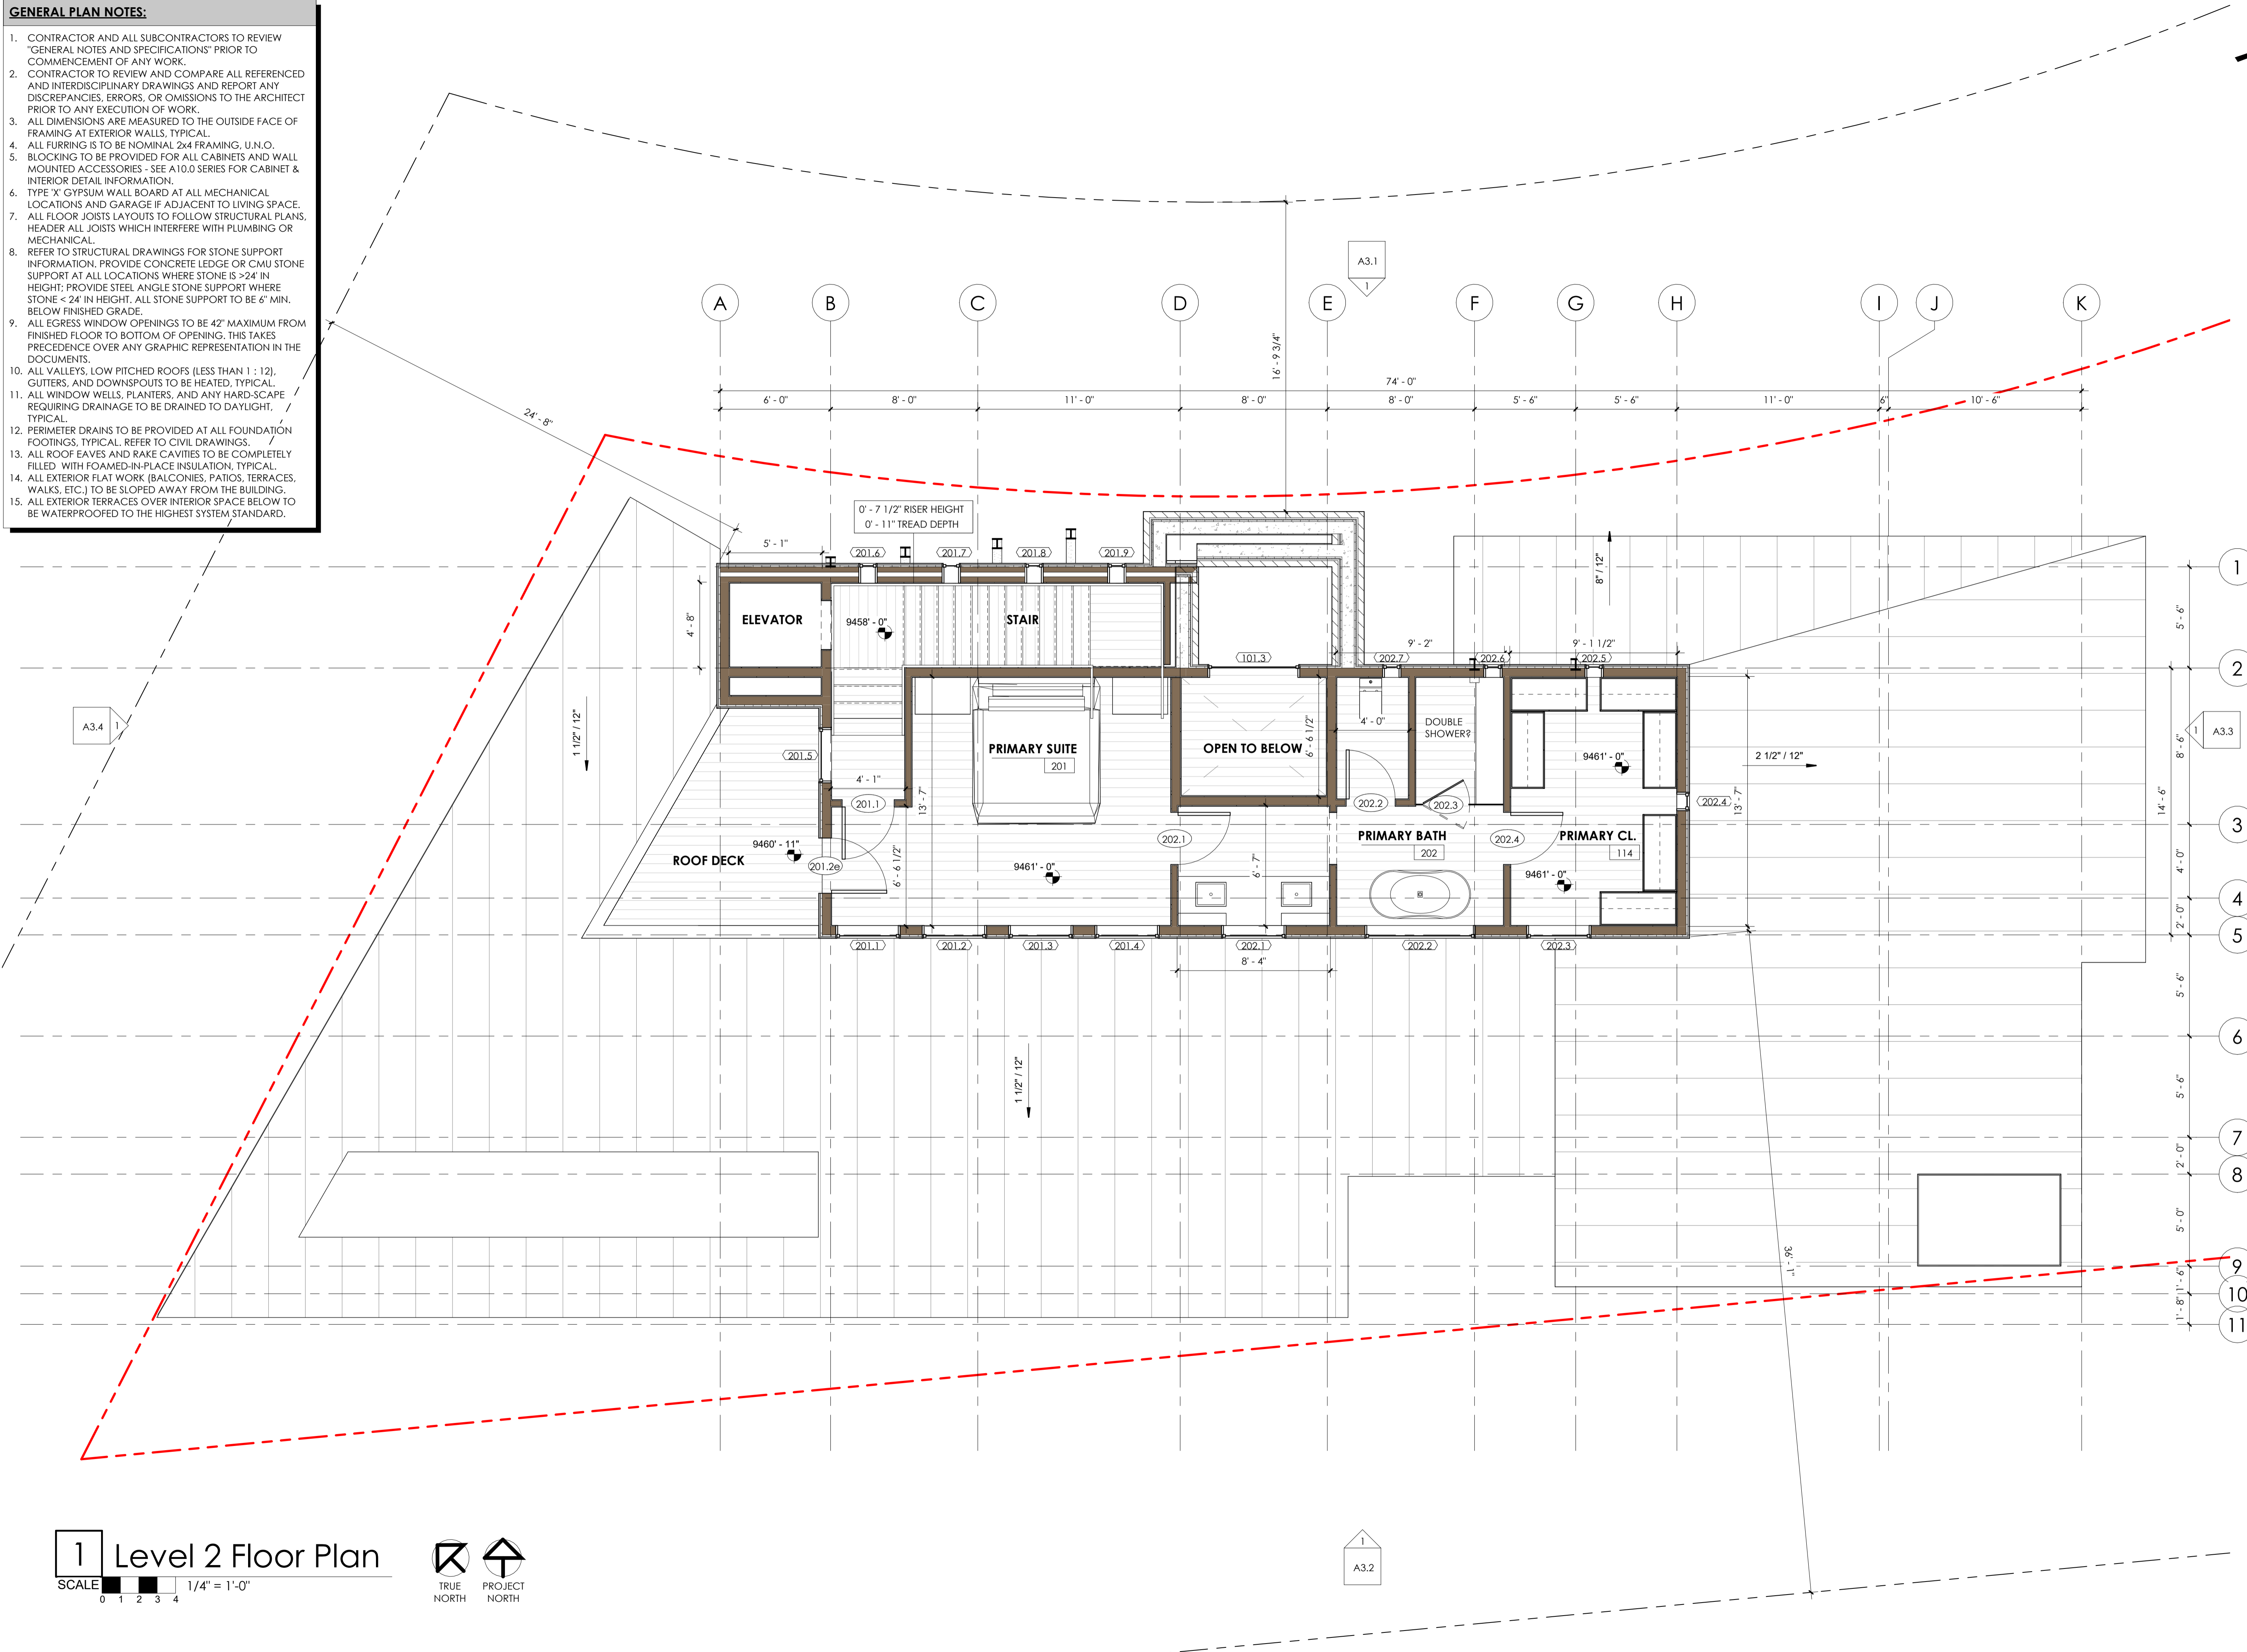 GENERAL PLAN NOTES:
1. CONTRACTOR AND ALL SUBCONTRACTORS TO REVIEW
"GENERAL NOTES AND SPECIFICATIONS" PRIOR TO
COMMENCEMENT OF ANY WORK.
2. CONTRACTOR TO REVIEW AND COMPARE ALL REFERENCED
AND INTERDISCIPLINARY DRAWINGS AND REPORT ANY
DISCREPANCIES, ERRORS, OR OMISSIONS TO THE ARCHITECT
PRIOR TO ANY EXECUTION OF WORK.
3. ALL DIMENSIONS ARE MEASURED TO THE OUTSIDE FACE OF
FRAMING AT EXTERIOR WALLS, TYPICAL.
4. ALL FURRING IS TO BE NOMINAL 2x4 FRAMING, U.N.O.
5. BLOCKING TO BE PROVIDED FOR ALL CABINETS AND WALL
MOUNTED ACCESSORIES - SEE A10.0 SERIES FOR CABINET &
INTERIOR DETAIL INFORMATION.
6. TYPE 'X' GYPSUM WALL BOARD AT ALL MECHANICAL
LOCATIONS AND GARAGE IF ADJACENT TO LIVING SPACE.
7. ALL FLOOR JOISTS LAYOUTS TO FOLLOW STRUCTURAL PLANS,
HEADER ALL JOISTS WHICH INTERFERE WITH PLUMBING OR
MECHANICAL.
8. REFER TO STRUCTURAL DRAWINGS FOR STONE SUPPORT
INFORMATION. PROVIDE CONCRETE LEDGE OR CMU STONE
SUPPORT AT ALL LOCATIONS WHERE STONE IS >24' IN
HEIGHT; PROVIDE STEEL ANGLE STONE SUPPORT WHERE
STONE < 24' IN HEIGHT. ALL STONE SUPPORT TO BE 6" MIN.
BELOW FINISHED GRADE.
9. ALL EGRESS WINDOW OPENINGS TO BE 42" MAXIMUM FROM
FINISHED FLOOR TO BOTTOM OF OPENING. THIS TAKES
PRECEDENCE OVER ANY GRAPHIC REPRESENTATION IN THE
DOCUMENTS.
10. ALL VALLEYS, LOW PITCHED ROOFS (LESS THAN 1 : 12),
GUTTERS, AND DOWNSPOUTS TO BE HEATED, TYPICAL.
11. ALL WINDOW WELLS, PLANTERS, AND ANY HARD-SCAPE
REQUIRING DRAINAGE TO BE DRAINED TO DAYLIGHT,
TYPICAL.
12. PERIMETER DRAINS TO BE PROVIDED AT ALL FOUNDATION
FOOTINGS, TYPICAL. REFER TO CIVIL DRAWINGS.
13. ALL ROOF EAVES AND RAKE CAVITIES TO BE COMPLETELY
FILLED WITH FOAMED-IN-PLACE INSULATION, TYPICAL.
14. ALL EXTERIOR FLAT WORK (BALCONIES, PATIOS, TERRACES,
WALKS, ETC.) TO BE SLOPED AWAY FROM THE BUILDING.
15. ALL EXTERIOR TERRACES OVER INTERIOR SPACE BELOW TO
BE WATERPROOFED TO THE HIGHEST SYSTEM STANDARD.
A3.1
1
A B C D E F G H I J K
16' - 9 3/4"
74' - 0"
6' - 0" 8' - 0" 11' - 0" 8' - 0" 8' - 0" 5' - 6" 5' - 6" 11' - 0" 6" 10' - 6"
24' - 8"
0' - 7 1/2" RISER HEIGHT
0' - 11" TREAD DEPTH
5' - 1"
201.6 201.7 201.8 201.9
8" / 12"
1
5' - 6"
4' - 8"
ELEVATOR
9458' - 0"
STAIR
9' - 2"
9' - 1 1/2"
101.3 202.7 202.6 202.5
2
A3.4 1
1 1/2" / 12"
201.5
PRIMARY SUITE
201
OPEN TO BELOW
6' - 6 1/2"
4' - 0"
DOUBLE
SHOWER?
9461' - 0"
2 1/2" / 12"
8' - 6"
1 A3.3
4' - 1"
201.1
13' - 7"
202.2
202.3
202.4
13' - 7"
14' - 6"
3
202.1
PRIMARY BATH
202
202.4
PRIMARY CL.
114
ROOF DECK
9460' - 11"
201.2e
6' - 6 1/2"
9461' - 0"
6' - 7"
9461' - 0"
4' - 0"
4
2' - 0"
5
201.1 201.2 201.3 201.4 202.1 202.2 202.3
8' - 4"
5' - 6"
6
1 1/2" / 12"
5' - 6"
7
2' - 0"
8
5' - 0"
36' - 1"
9
1' - 6"
10
1' - 8"
11
1 Level 2 Floor Plan
SCALE 1/4" = 1'-0"
0 1 2 3 4
TRUE
NORTH
PROJECT
NORTH
1
A3.2